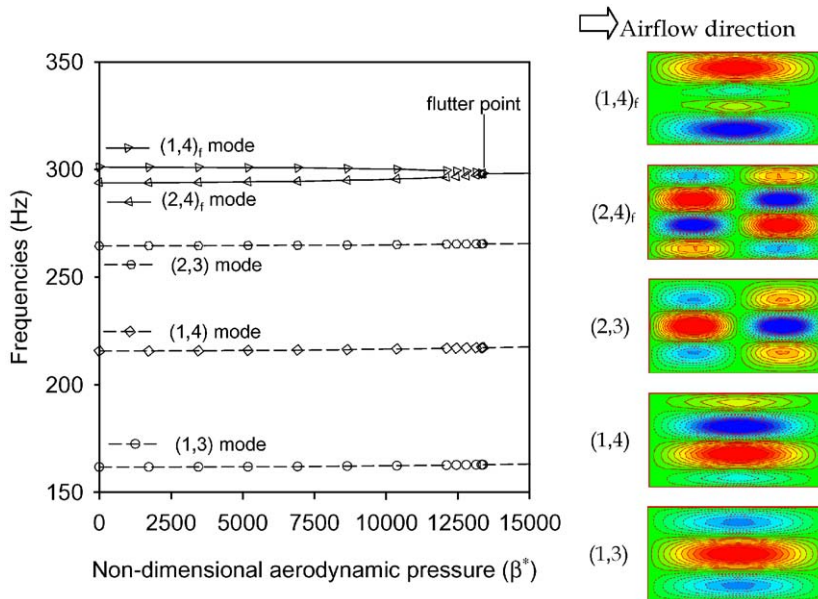 Airflow direction
350
300
250
200
150
Frequencies (Hz)
flutter point
(1,4)f mode
(2,4)f mode
(2,3) mode
(1,4) mode
(1,3) mode
0 2500 5000 7500 10000 12500 15000
Non-dimensional aerodynamic pressure (β*)
(1,4)f
(2,4)f
(2,3)
(1,4)
(1,3)